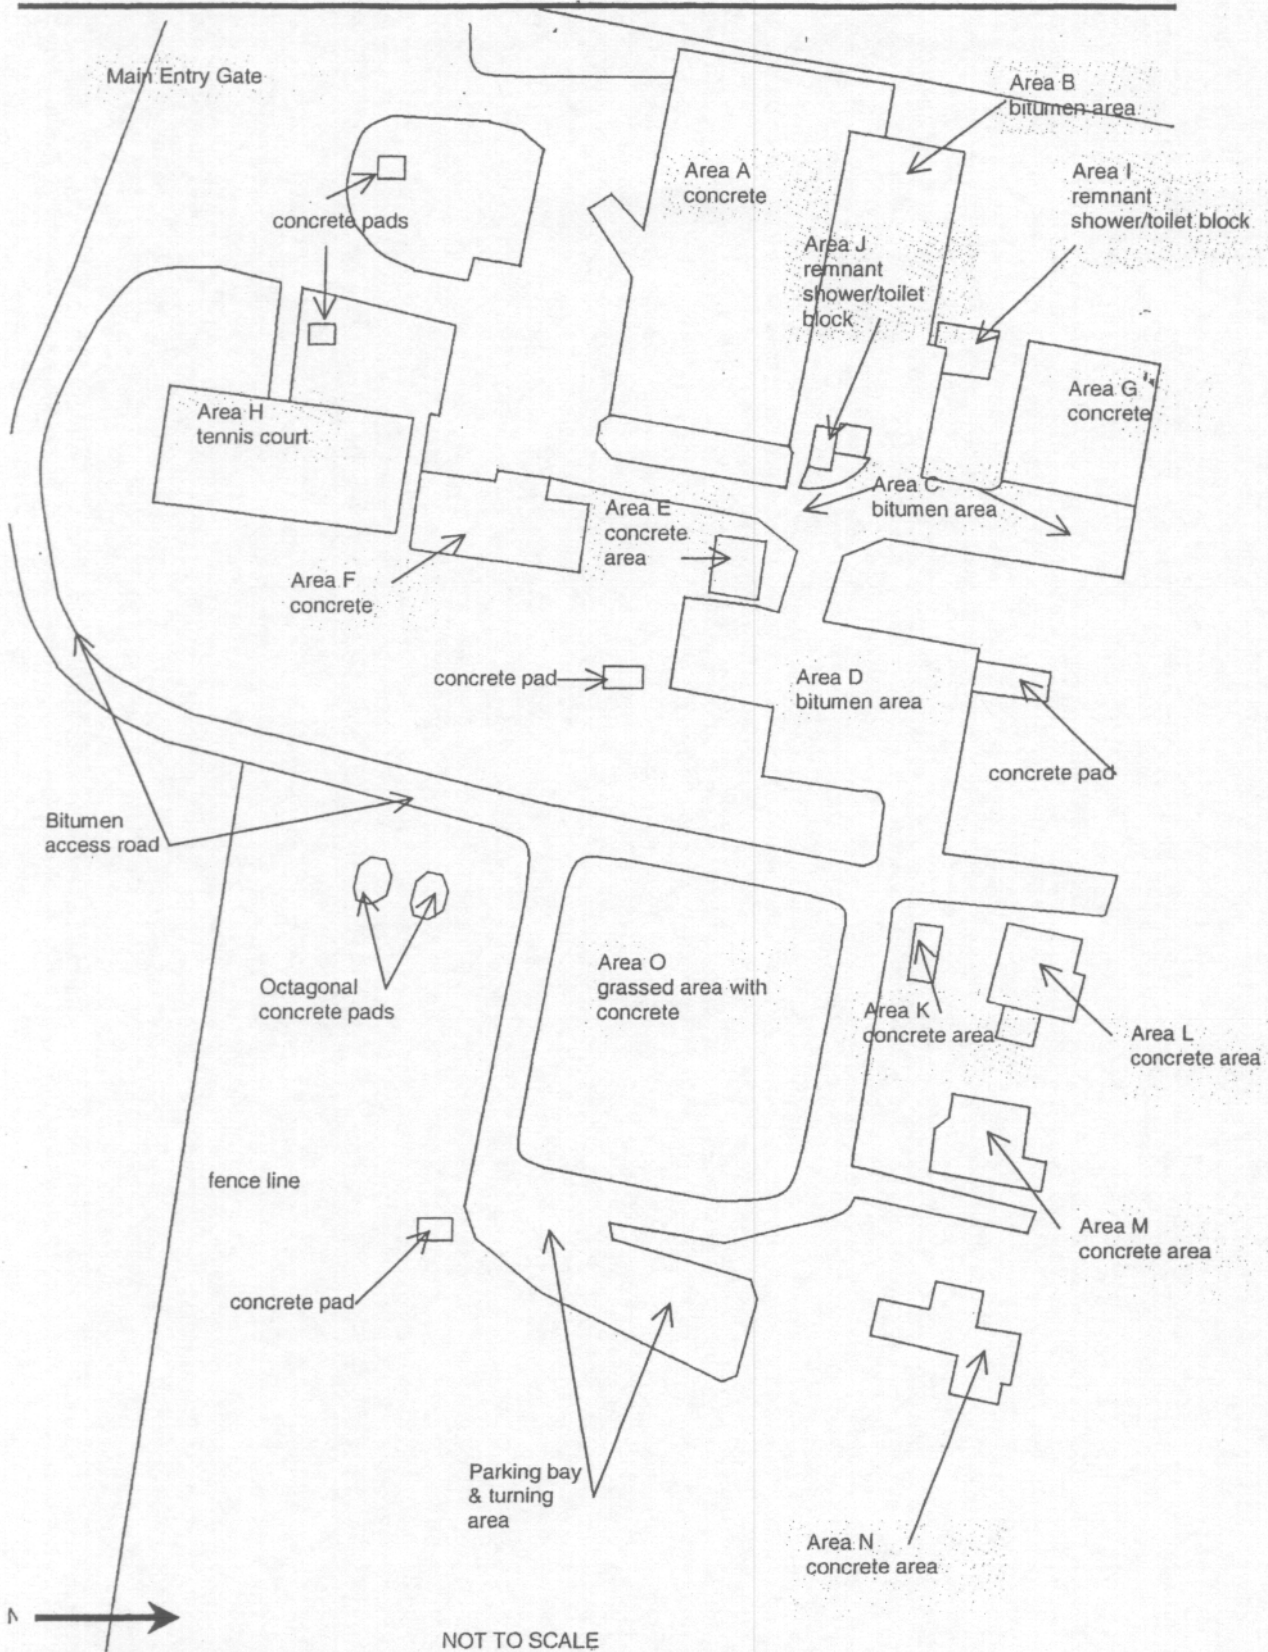 Main Entry Gate
Area B
bitumen area
Area A
concrete
Area I
remnant
shower/toilet block
concrete pads
Area J
remnant
shower/toilet
block
Area G
concrete
Area H
tennis court
Area C
bitumen area
Area E
concrete
area
Area F
concrete
concrete pad
Area D
bitumen area
concrete pad
Bitumen
access road
Octagonal
concrete pads
Area O
grassed area with
concrete
Area K
concrete area
Area L
concrete area
fence line
Area M
concrete area
concrete pad
Parking bay
& turning
area
Area N
concrete area
N
NOT TO SCALE